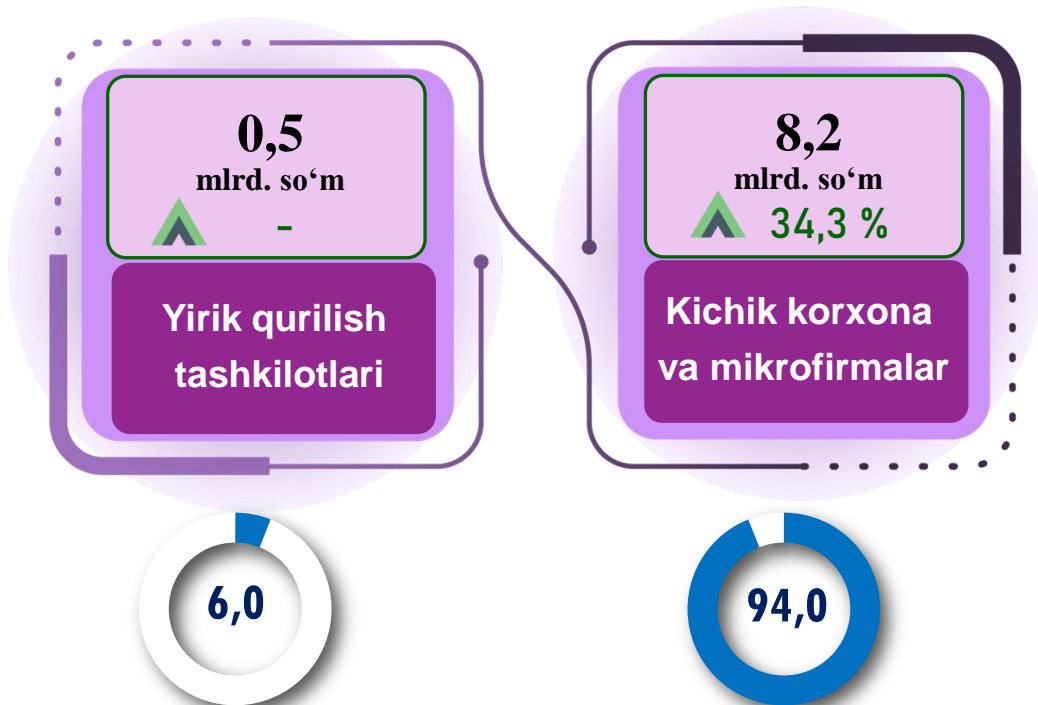 0,5
mlrd. so‘m
-
Yirik qurilish
tashkilotlari
6,0
8,2
mlrd. so‘m
34,3 %
Kichik korxona
va mikrofirmalar
94,0